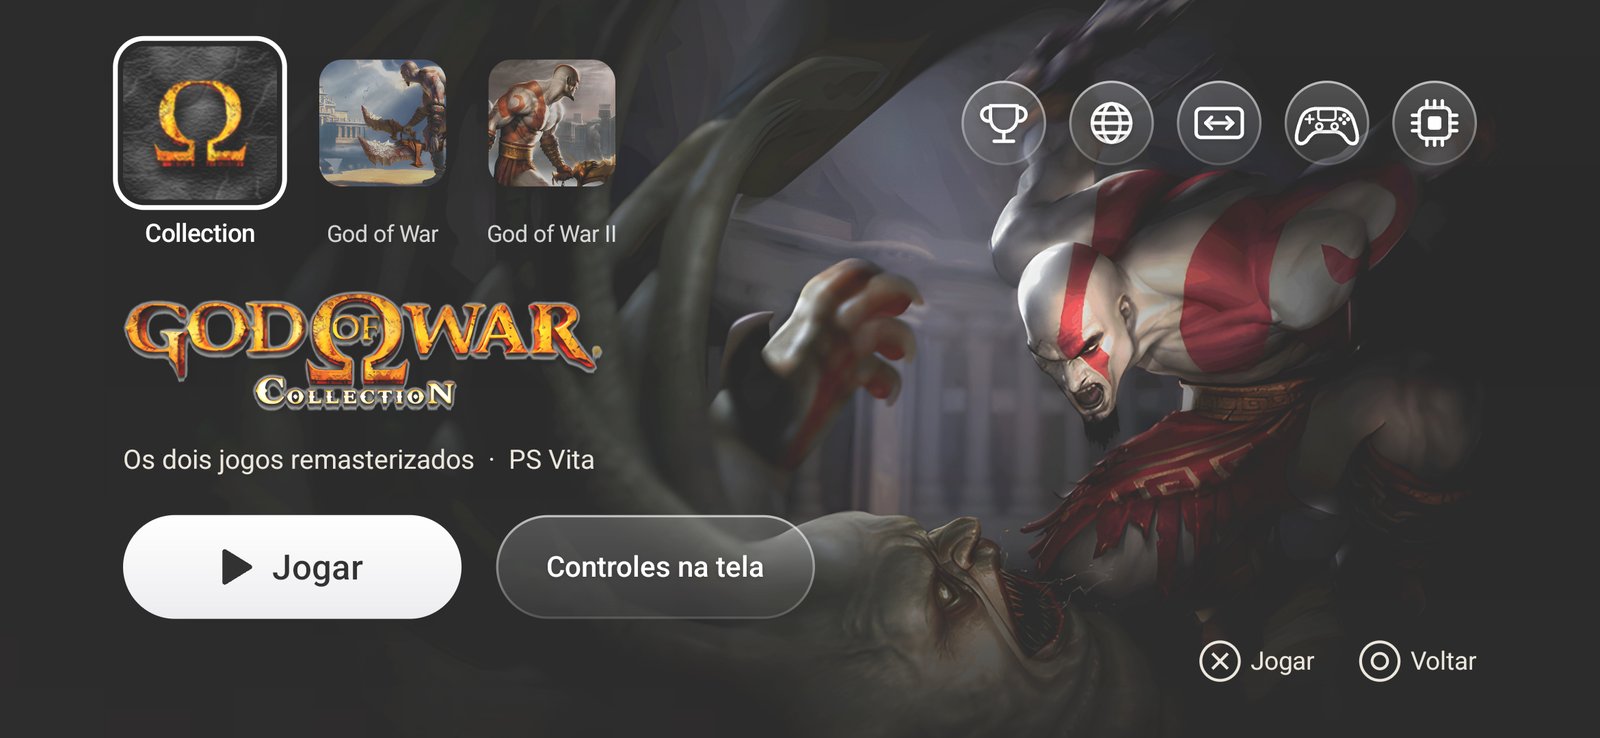 Ω
Collection
God of War
God of War II
GOD OF WAR
COLLECTION
Os dois jogos remasterizados · PS Vita
Jogar
Controles na tela
Jogar
Voltar